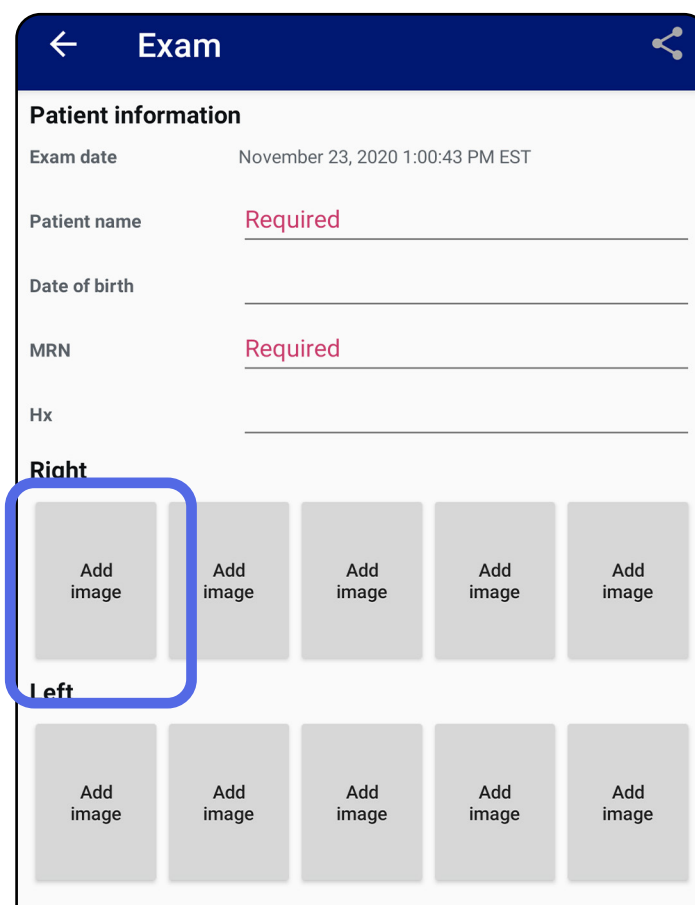 Exam
Patient information
Exam date November 23, 2020 1:00:43 PM EST
Patient name Required
Date of birth
MRN Required
Hx
Right
Add image Add image Add image Add image Add image
Left
Add image Add image Add image Add image Add image